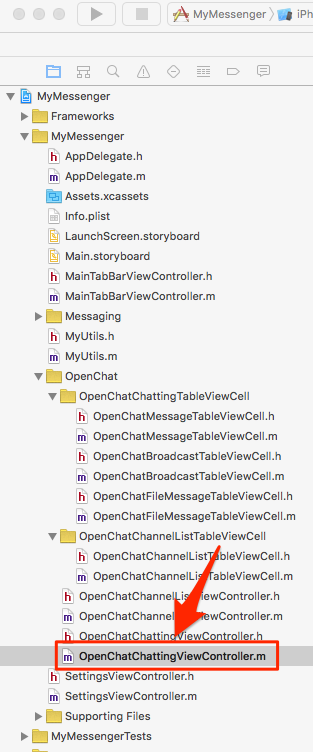 MyMessenger
iPh
MyMessenger
Frameworks
MyMessenger
AppDelegate.h
AppDelegate.m
Assets.xcassets
Info.plist
LaunchScreen.storyboard
Main.storyboard
MainTabBarViewController.h
MainTabBarViewController.m
Messaging
MyUtils.h
MyUtils.m
OpenChat
OpenChatChattingTableViewCell
OpenChatMessageTableViewCell.h
OpenChatMessageTableViewCell.m
OpenChatBroadcastTableViewCell.h
OpenChatBroadcastTableViewCell.m
OpenChatFileMessageTableViewCell.h
OpenChatFileMessageTableViewCell.m
OpenChatChannelListTableViewCell
OpenChatChannelListTableViewCell.h
OpenChatChannelListTableViewCell.m
OpenChatChannelListViewController.h
OpenChatChannelListViewController.m
OpenChatChattingViewController.h
OpenChatChattingViewController.m
SettingsViewController.h
SettingsViewController.m
Supporting Files
MyMessengerTests